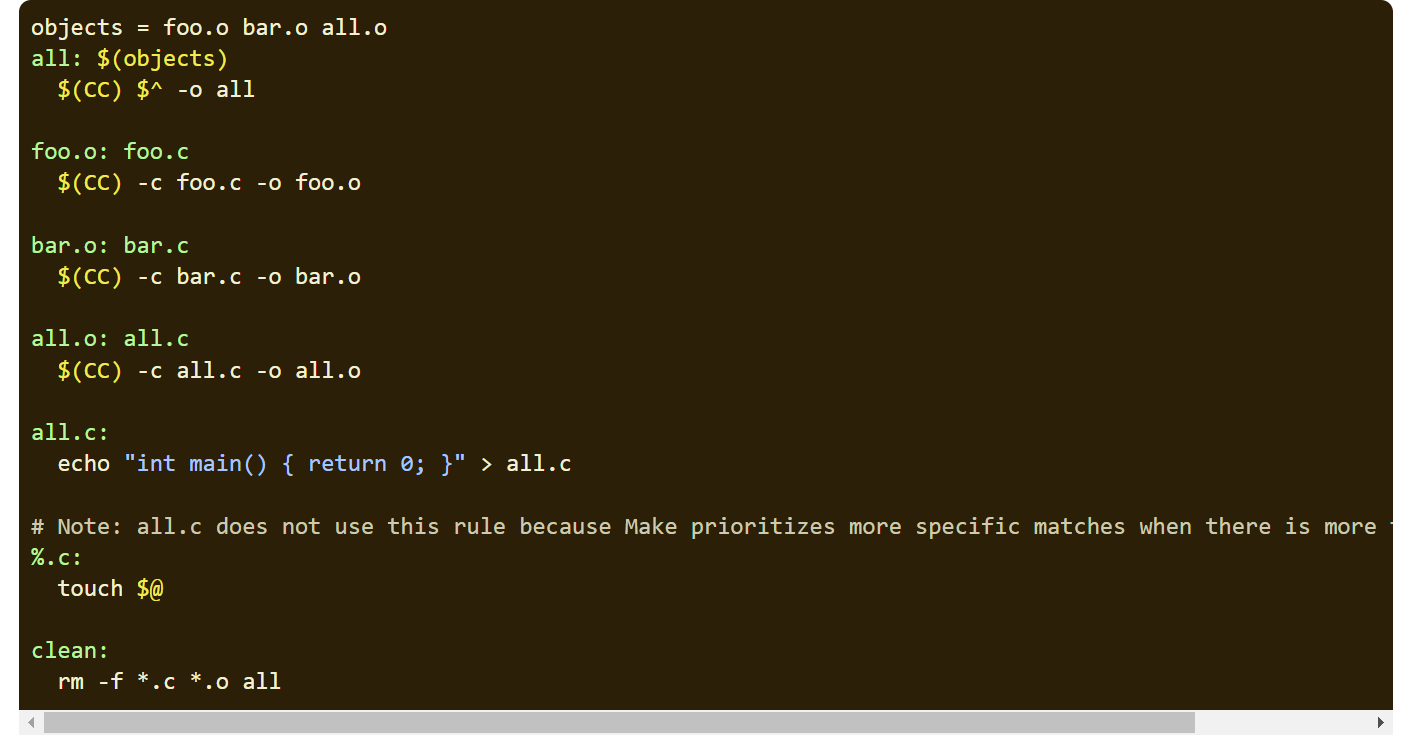 objects = foo.o bar.o all.o
all: $(objects)
  $(CC) $^ -o all

foo.o: foo.c
  $(CC) -c foo.c -o foo.o

bar.o: bar.c
  $(CC) -c bar.c -o bar.o

all.o: all.c
  $(CC) -c all.c -o all.o

all.c:
  echo "int main() { return 0; }" > all.c

# Note: all.c does not use this rule because Make prioritizes more specific matches when there is more
%.c:
  touch $@

clean:
  rm -f *.c *.o all